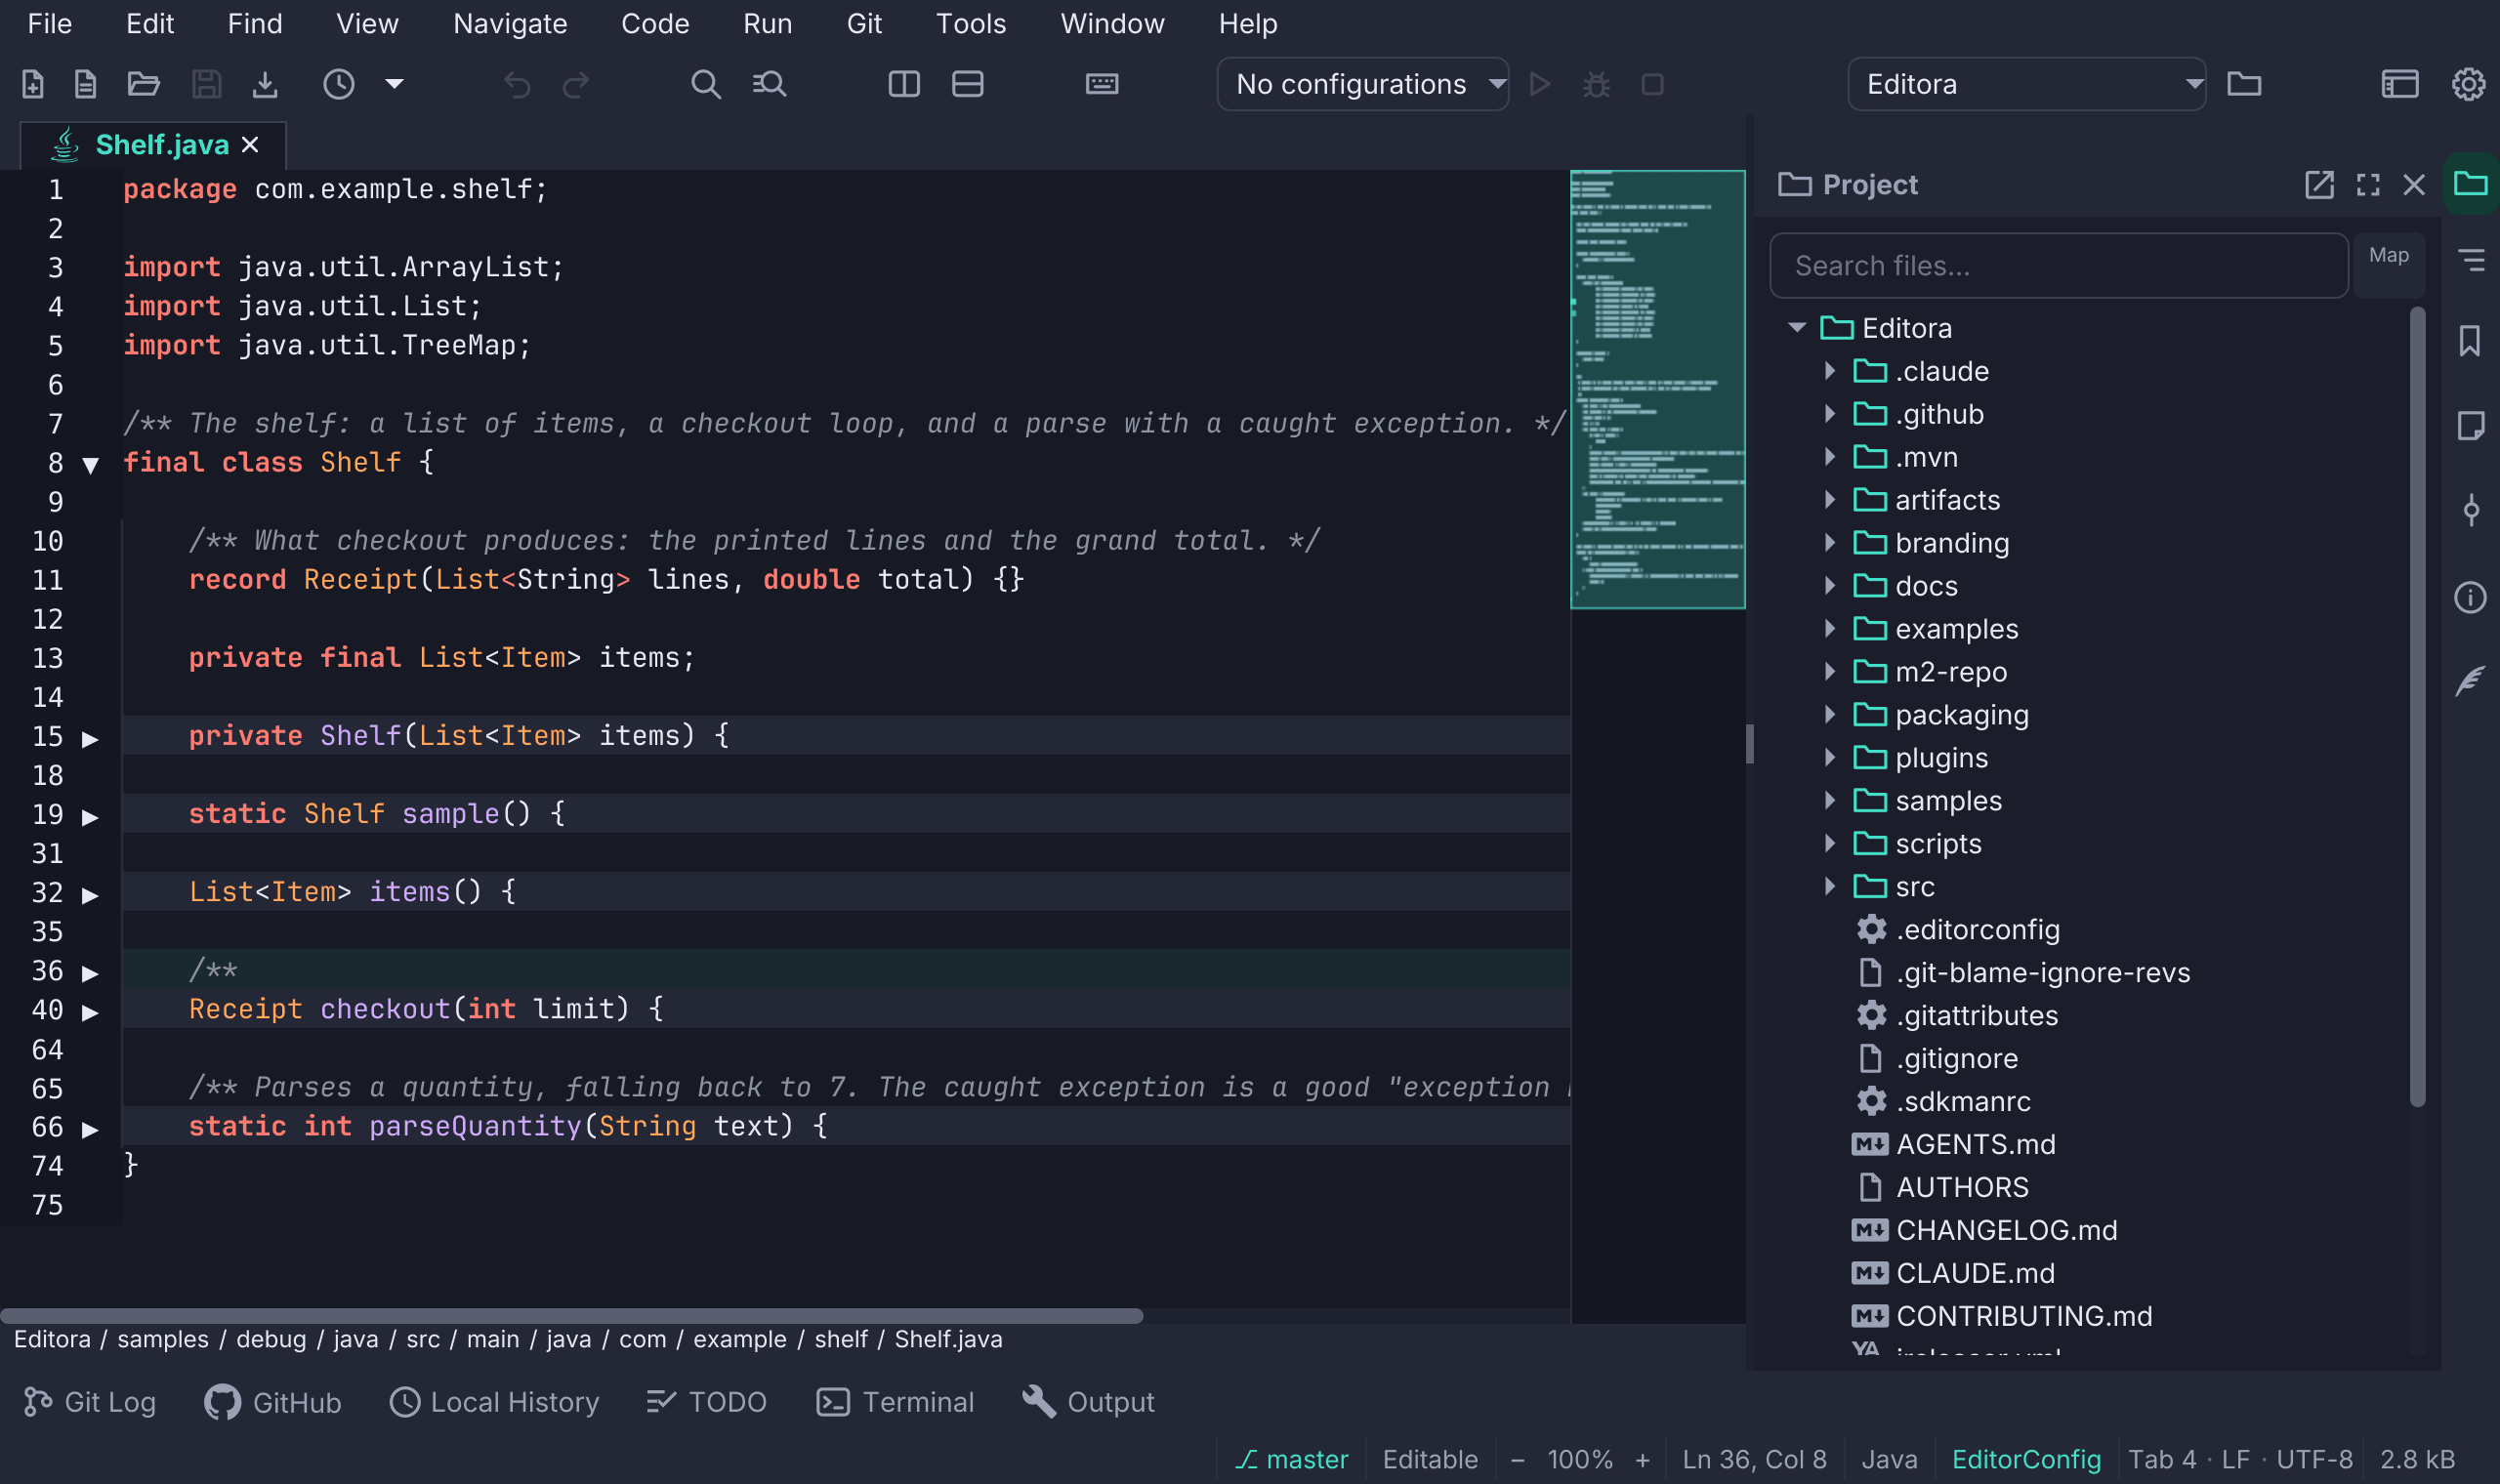 File Edit Find View Navigate Code Run Git Tools Window Help
No configurations
Editora
Shelf.java
1 package com.example.shelf;
2
3 import java.util.ArrayList;
4 import java.util.List;
5 import java.util.TreeMap;
6
7 /** The shelf: a list of items, a checkout loop, and a parse with a caught exception. */
8 final class Shelf {
9
10 /** What checkout produces: the printed lines and the grand total. */
11 record Receipt(List<String> lines, double total) {}
12
13 private final List<Item> items;
14
15 private Shelf(List<Item> items) {
18
19 static Shelf sample() {
31
32 List<Item> items() {
35
36 /**
40 Receipt checkout(int limit) {
64
65 /** Parses a quantity, falling back to 7. The caught exception is a good "exception
66 static int parseQuantity(String text) {
74 }
75
Project
Search files...
Map
Editora
.claude
.github
.mvn
artifacts
branding
docs
examples
m2-repo
packaging
plugins
samples
scripts
src
.editorconfig
.git-blame-ignore-revs
.gitattributes
.gitignore
.sdkmanrc
AGENTS.md
AUTHORS
CHANGELOG.md
CLAUDE.md
CONTRIBUTING.md
Editora / samples / debug / java / src / main / java / com / example / shelf / Shelf.java
Git Log GitHub Local History TODO Terminal Output
master Editable − 100% + Ln 36, Col 8 Java EditorConfig Tab 4 · LF · UTF-8 2.8 kB